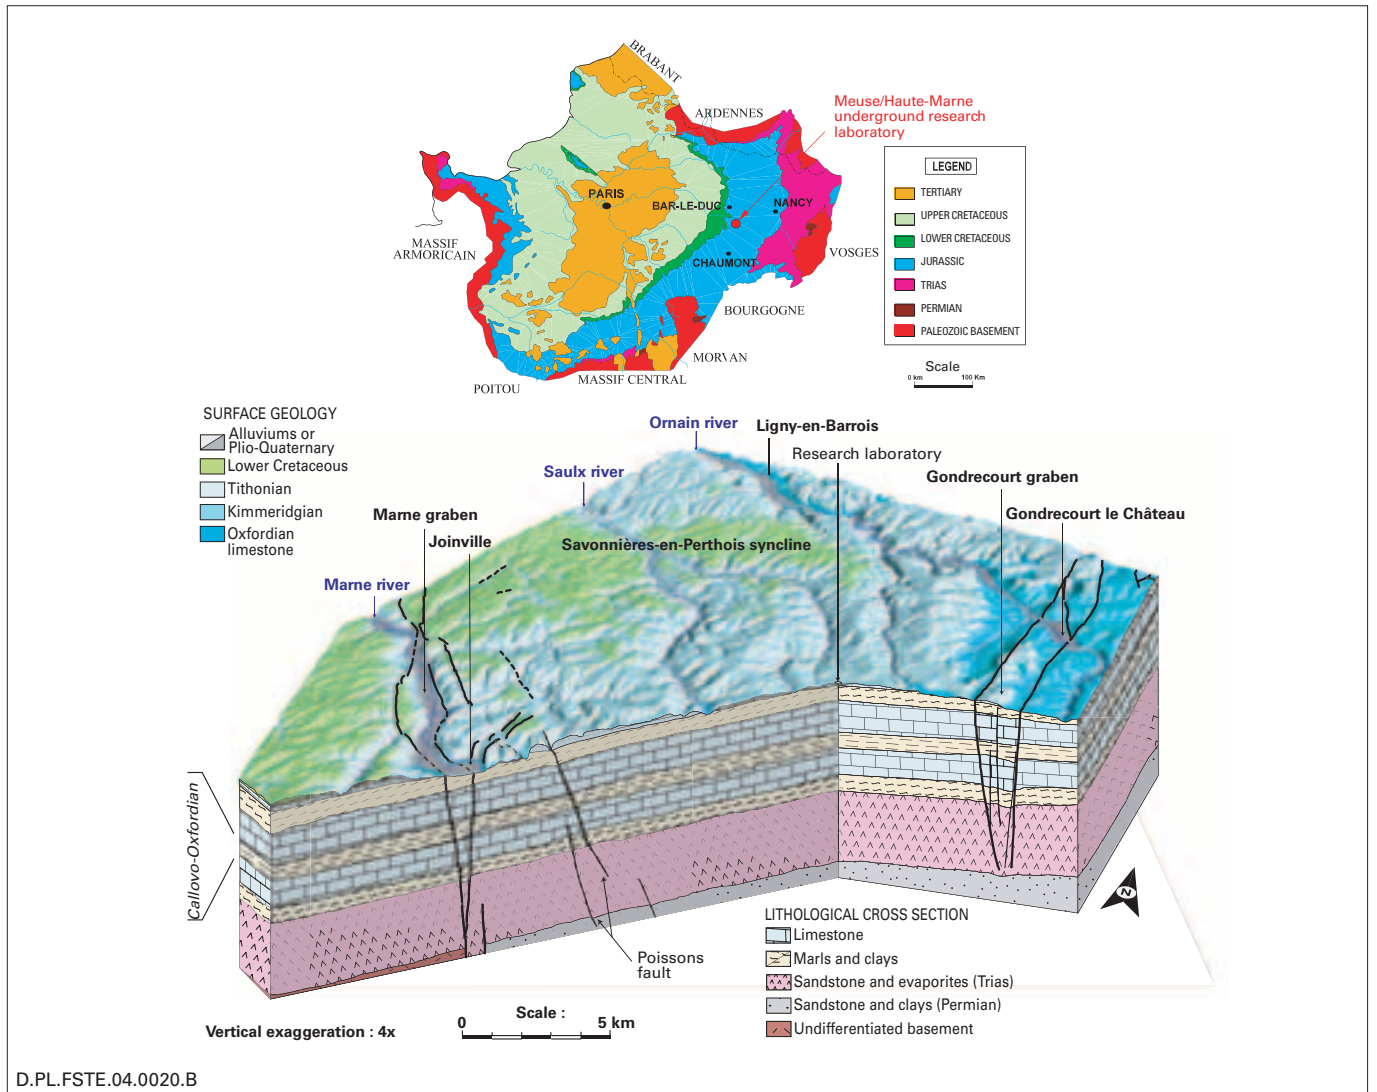 BRABANT
ARDENNES
Meuse/Haute-Marne
underground research
laboratory
LEGEND
TERTIARY
UPPER CRETACEOUS
LOWER CRETACEOUS
JURASSIC
TRIAS
PERMIAN
PALEOZOIC BASEMENT
PARIS
BAR-LE-DUC
NANCY
MASSIF
ARMORICAIN
VOSGES
CHAUMONT
BOURGOGNE
MORVAN
MASSIF CENTRAL
POITOU
Scale
0 km
100 Km
SURFACE GEOLOGY
Alluviums or
Plio-Quaternary
Lower Cretaceous
Tithonian
Kimmeridgian
Oxfordian
limestone
Ornain river
Ligny-en-Barrois
Research laboratory
Saulx river
Gondrecourt graben
Marne graben
Gondrecourt le Château
Joinville
Savonnières-en-Perthois syncline
Marne river
Callovo-Oxfordian
N
Poissons
fault
LITHOLOGICAL CROSS SECTION
Limestone
Marls and clays
Sandstone and evaporites (Trias)
Sandstone and clays (Permian)
Undifferentiated basement
Vertical exaggeration : 4x
Scale :
0
5 km
D.PL.FSTE.04.0020.B